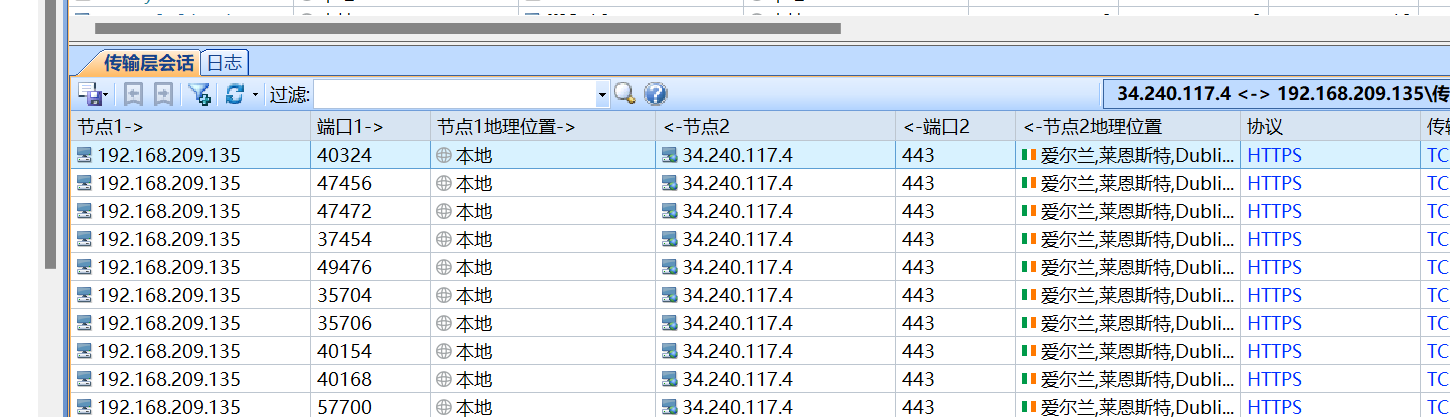 传输层会话 日志
过滤: 34.240.117.4 <-> 192.168.209.135\传
节点1-> 端口1-> 节点1地理位置-> <-节点2 <-端口2 <-节点2地理位置 协议 传输
192.168.209.135 40324 本地 34.240.117.4 443 爱尔兰,莱恩斯特,Dubli... HTTPS TC
192.168.209.135 47456 本地 34.240.117.4 443 爱尔兰,莱恩斯特,Dubli... HTTPS TC
192.168.209.135 47472 本地 34.240.117.4 443 爱尔兰,莱恩斯特,Dubli... HTTPS TC
192.168.209.135 37454 本地 34.240.117.4 443 爱尔兰,莱恩斯特,Dubli... HTTPS TC
192.168.209.135 49476 本地 34.240.117.4 443 爱尔兰,莱恩斯特,Dubli... HTTPS TC
192.168.209.135 35704 本地 34.240.117.4 443 爱尔兰,莱恩斯特,Dubli... HTTPS TC
192.168.209.135 35706 本地 34.240.117.4 443 爱尔兰,莱恩斯特,Dubli... HTTPS TC
192.168.209.135 40154 本地 34.240.117.4 443 爱尔兰,莱恩斯特,Dubli... HTTPS TC
192.168.209.135 40168 本地 34.240.117.4 443 爱尔兰,莱恩斯特,Dubli... HTTPS TC
192.168.209.135 57700 本地 34.240.117.4 443 爱尔兰,莱恩斯特,Dubli... HTTPS TC